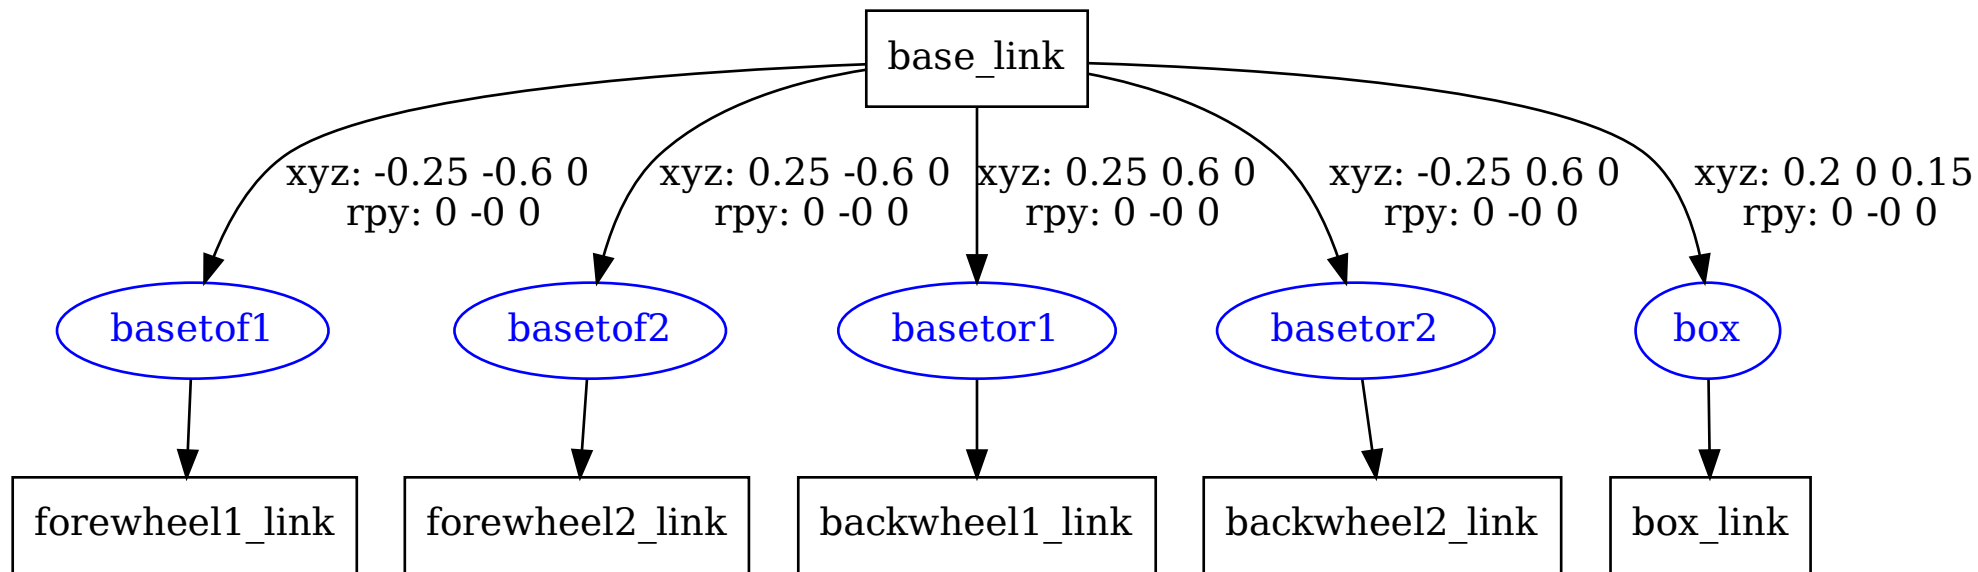 base_link
xyz: -0.25 -0.6 0
rpy: 0 -0 0
xyz: 0.25 -0.6 0
rpy: 0 -0 0
xyz: 0.25 0.6 0
rpy: 0 -0 0
xyz: -0.25 0.6 0
rpy: 0 -0 0
xyz: 0.2 0 0.15
rpy: 0 -0 0
basetof1
basetof2
basetor1
basetor2
box
forewheel1_link
forewheel2_link
backwheel1_link
backwheel2_link
box_link